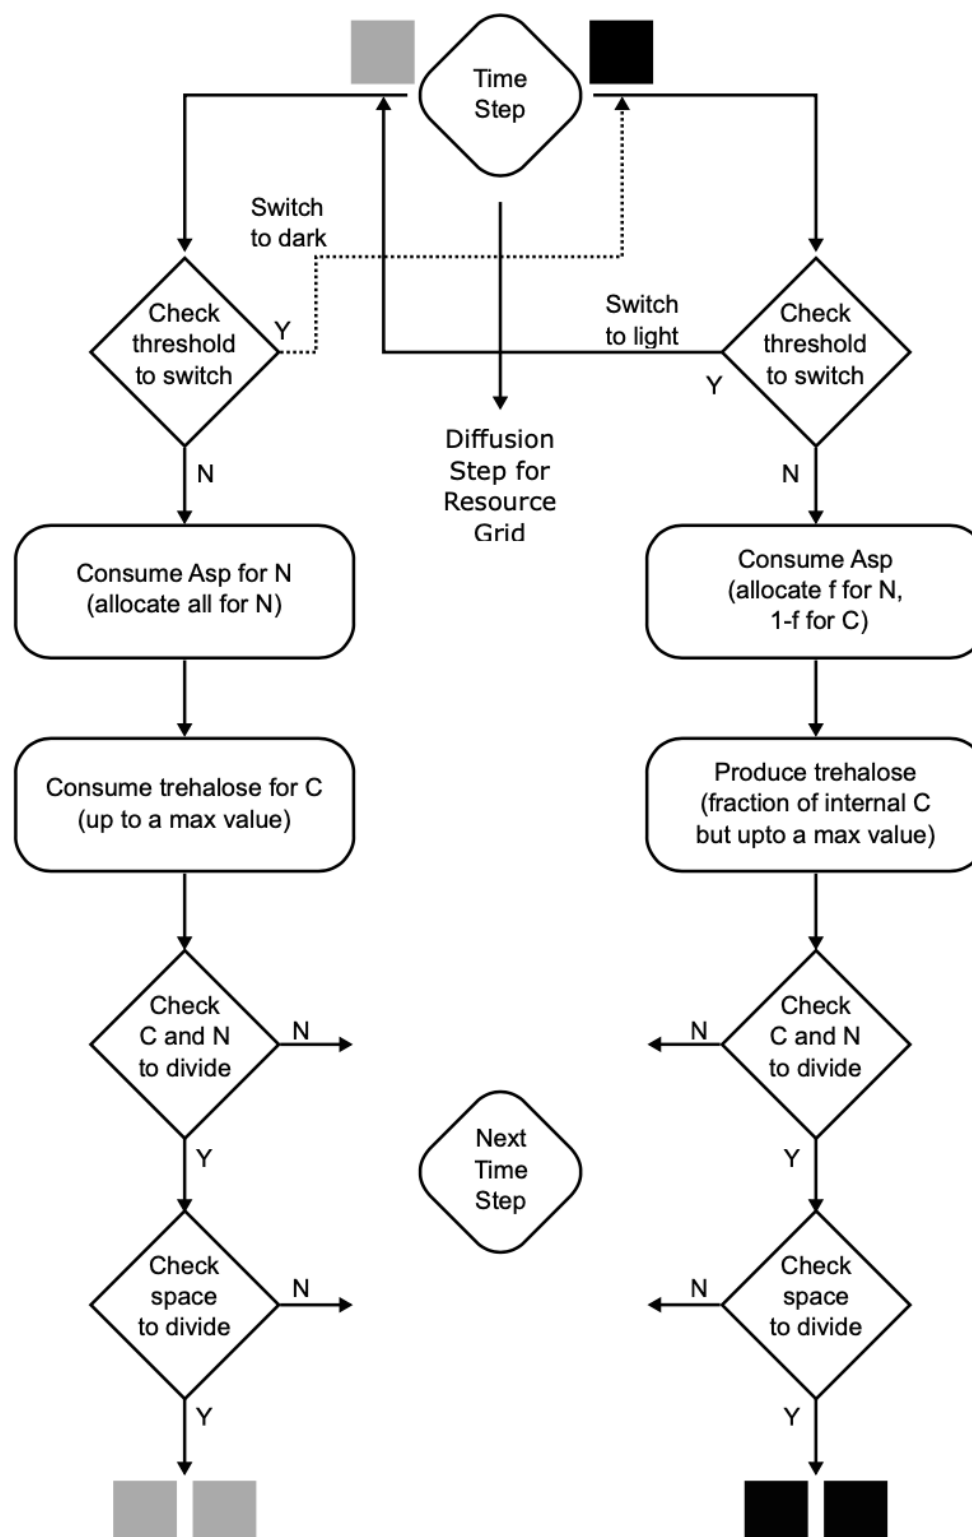 Time
Step
Switch
to dark
Switch
to light
Check
threshold
to switch
Y
Check
threshold
to switch
Y
N
N
Diffusion
Step for
Resource
Grid
Consume Asp for N
(allocate all for N)
Consume Asp
(allocate f for N,
1-f for C)
Consume trehalose for C
(up to a max value)
Produce trehalose
(fraction of internal C
but upto a max value)
Check
C and N
to divide
N
N
Check
C and N
to divide
Y
Next
Time
Step
Y
Check
space
to divide
N
N
Check
space
to divide
Y
Y